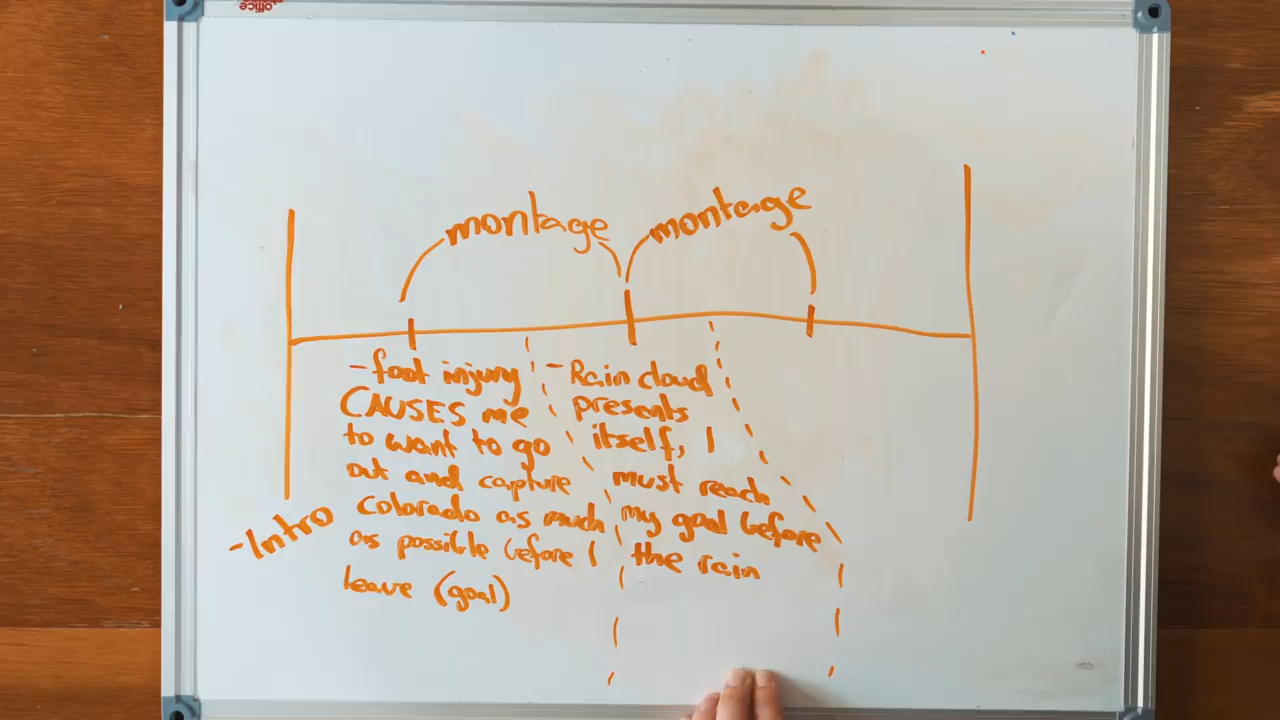 office
montage
montage
- foot injury
CAUSES me
to want to go
out and capture
Colorado as much
as possible before I
leave (goal)
- Rain cloud
presents
itself, I
must reach
my goal before
the rain
- Intro